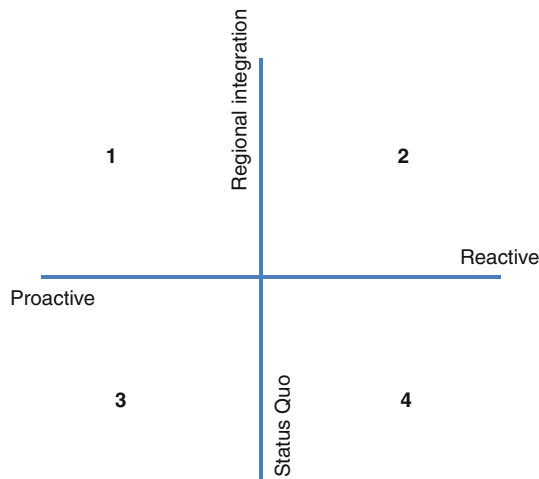 Regional integration
1
2
Reactive
Proactive
3
Status Quo
4